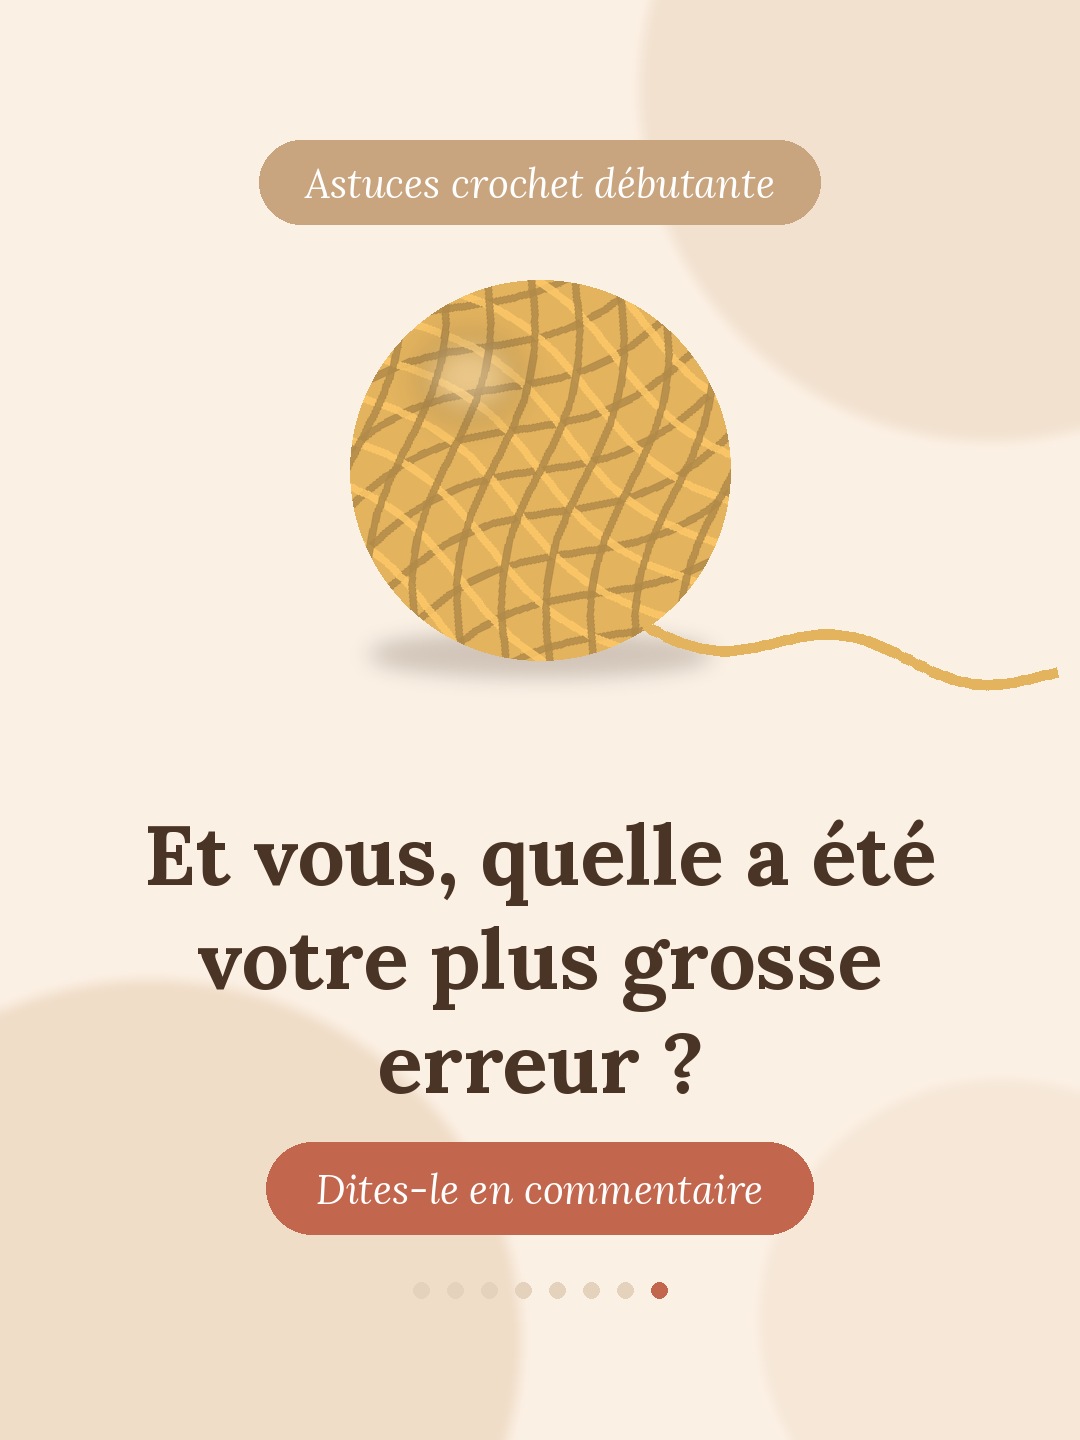 Astuces crochet débutante
Et vous, quelle a été
votre plus grosse
erreur ?
Dites-le en commentaire